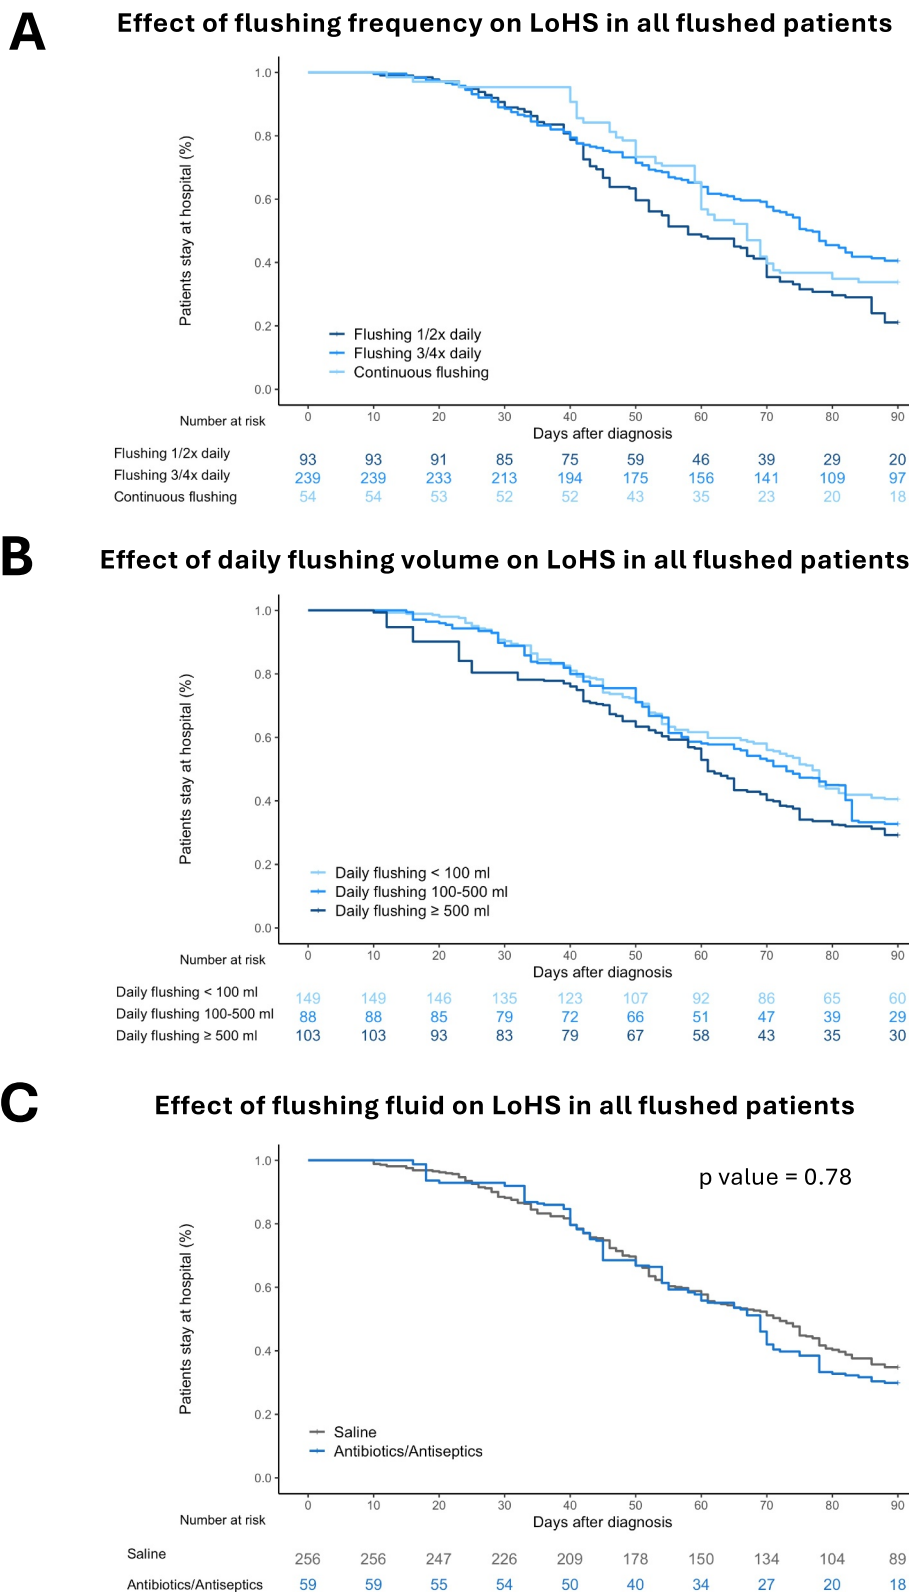 A
Effect of flushing frequency on LoHS in all flushed patients
Patients stay at hospital (%)
1.0
0.8
0.6
0.4
0.2
0.0
Flushing 1/2x daily
Flushing 3/4x daily
Continuous flushing
0 10 20 30 40 50 60 70 80 90
Number at risk
Days after diagnosis
Flushing 1/2x daily 93 93 91 85 75 59 46 39 29 20
Flushing 3/4x daily 239 239 233 213 194 175 156 141 109 97
Continuous flushing 54 54 53 52 52 43 35 23 20 18
B
Effect of daily flushing volume on LoHS in all flushed patients
Patients stay at hospital (%)
1.0
0.8
0.6
0.4
0.2
0.0
Daily flushing < 100 ml
Daily flushing 100-500 ml
Daily flushing ≥ 500 ml
0 10 20 30 40 50 60 70 80 90
Number at risk
Days after diagnosis
Daily flushing < 100 ml 149 149 146 135 123 107 92 86 65 60
Daily flushing 100-500 ml 88 88 85 79 72 66 51 47 39 29
Daily flushing ≥ 500 ml 103 103 93 83 79 67 58 43 35 30
C
Effect of flushing fluid on LoHS in all flushed patients
p value = 0.78
Patients stay at hospital (%)
1.0
0.8
0.6
0.4
0.2
0.0
Saline
Antibiotics/Antiseptics
0 10 20 30 40 50 60 70 80 90
Number at risk
Days after diagnosis
Saline 256 256 247 226 209 178 150 134 104 89
Antibiotics/Antiseptics 59 59 55 54 50 40 34 27 20 18